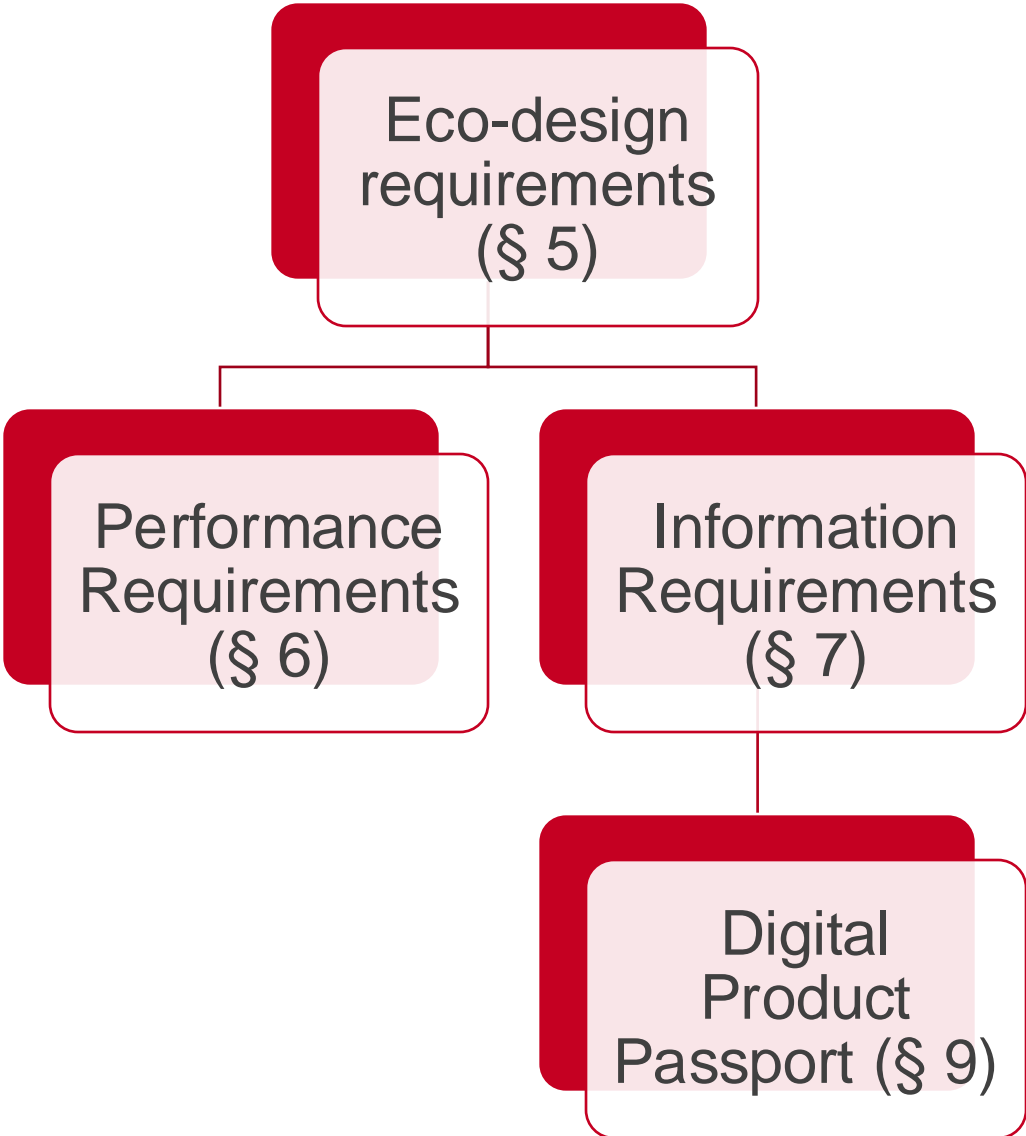 Eco-design
requirements
(§ 5)
Performance
Requirements
(§ 6)
Information
Requirements
(§ 7)
Digital
Product
Passport (§ 9)